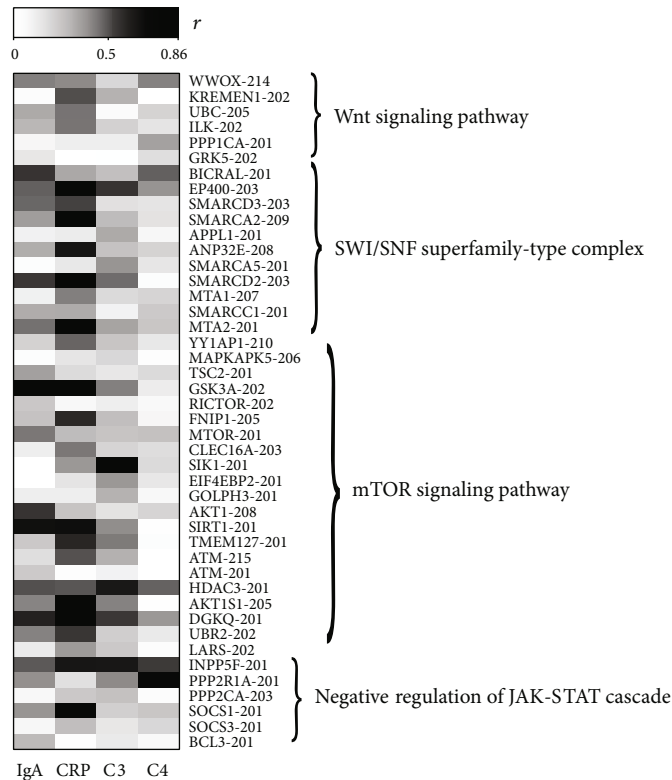 r
0 0.5 0.86
WWOX-214
KREMEN1-202
UBC-205
ILK-202
PPP1CA-201
GRK5-202
Wnt signaling pathway
BICRAL-201
EP400-203
SMARCD3-203
SMARCA2-209
APPL1-201
ANP32E-208
SMARCA5-201
SMARCD2-203
MTA1-207
SMARCC1-201
MTA2-201
SWI/SNF superfamily-type complex
YY1AP1-210
MAPKAPK5-206
TSC2-201
GSK3A-202
RICTOR-202
FNIP1-205
MTOR-201
CLEC16A-203
SIK1-201
EIF4EBP2-201
GOLPH3-201
AKT1-208
SIRT1-201
TMEM127-201
ATM-215
ATM-201
HDAC3-201
AKT1S1-205
DGKQ-201
UBR2-202
LARS-202
mTOR signaling pathway
INPP5F-201
PPP2R1A-201
PPP2CA-203
SOCS1-201
SOCS3-201
BCL3-201
Negative regulation of JAK-STAT cascade
IgA CRP C3 C4